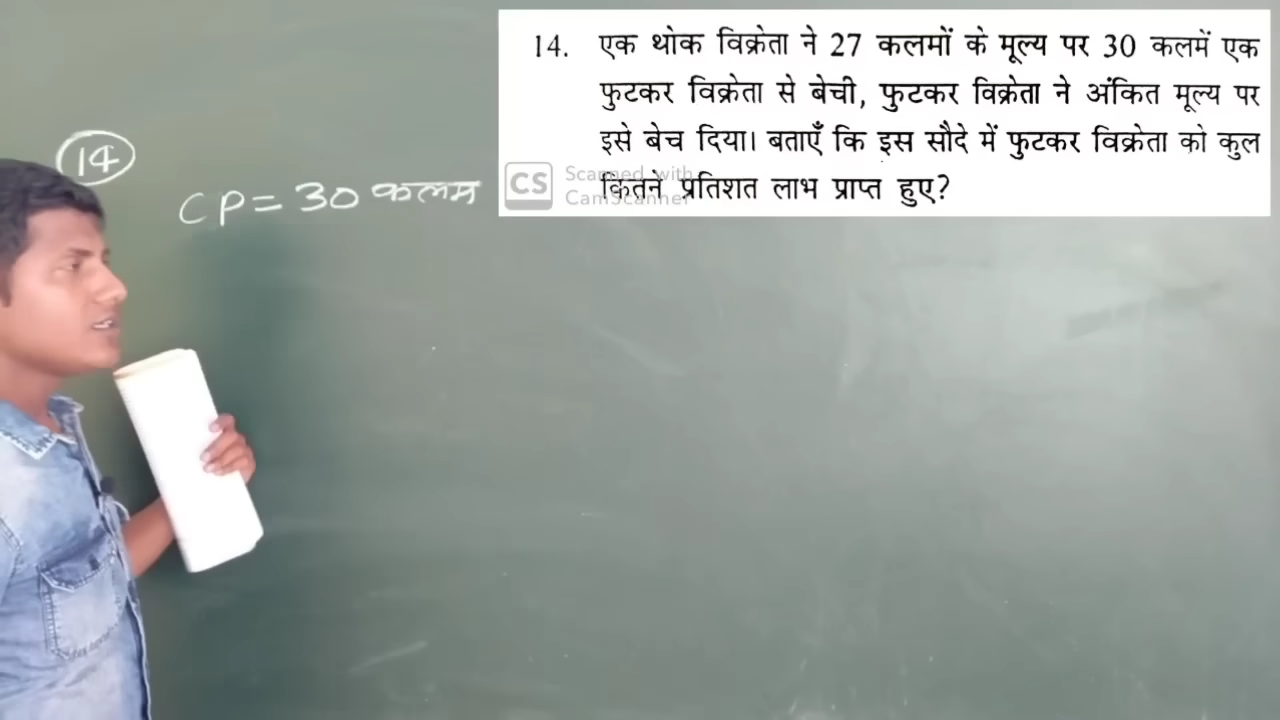 14. एक थोक विक्रेता ने 27 कलमों के मूल्य पर 30 कलमें एक
फुटकर विक्रेता से बेची, फुटकर विक्रेता ने अंकित मूल्य पर
इसे बेच दिया। बताएँ कि इस सौदे में फुटकर विक्रेता को कुल
कितने प्रतिशत लाभ प्राप्त हुए?
CS Scanned with
CamScanner
14
CP = 30 कलम